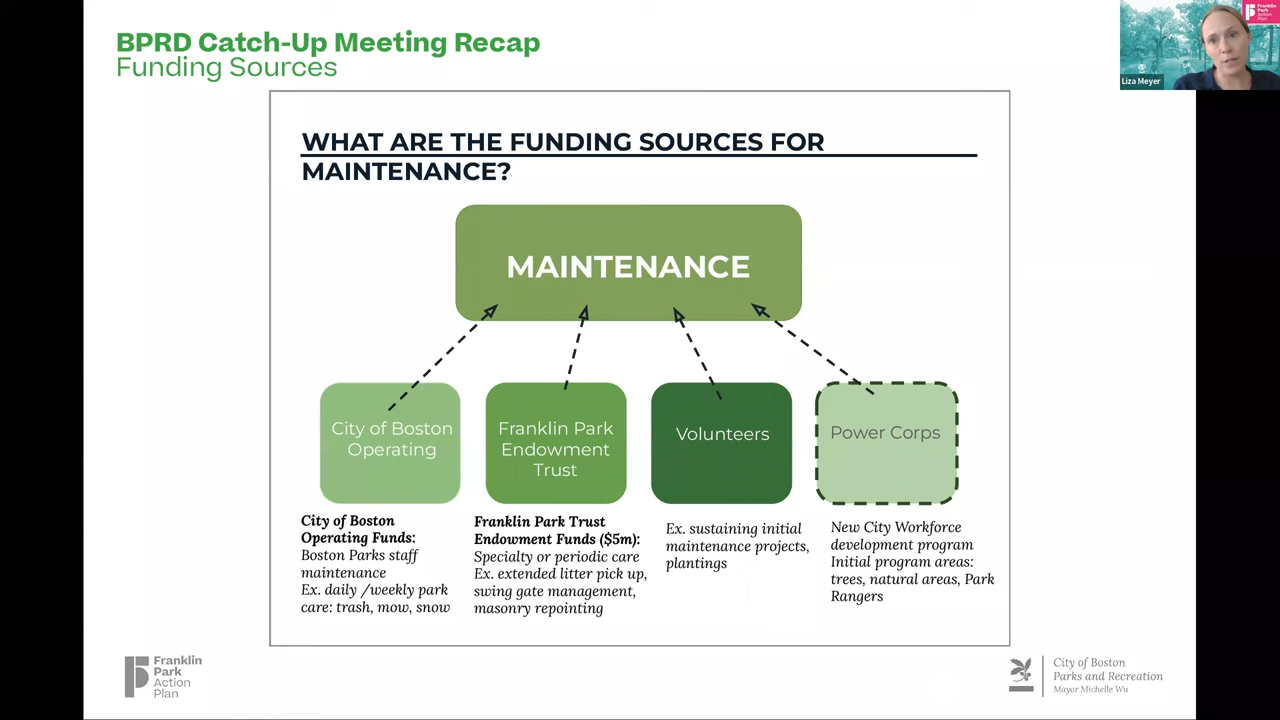 BPRD Catch-Up Meeting Recap
Funding Sources
Franklin
Park
Action
Plan
Liza Meyer
WHAT ARE THE FUNDING SOURCES FOR
MAINTENANCE?
MAINTENANCE
City of Boston
Operating
Franklin Park
Endowment
Trust
Volunteers
Power Corps
City of Boston
Operating Funds:
Boston Parks staff
maintenance
Ex. daily /weekly park
care: trash, mow, snow
Franklin Park Trust
Endowment Funds ($5m):
Specialty or periodic care
Ex. extended litter pick up,
swing gate management,
masonry repointing
Ex. sustaining initial
maintenance projects,
plantings
New City Workforce
development program
Initial program areas:
trees, natural areas, Park
Rangers
Franklin
Park
Action
Plan
City of Boston
Parks and Recreation
Mayor Michelle Wu